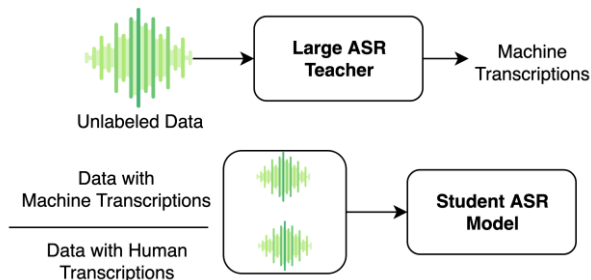 Large ASR
Teacher
Machine
Transcriptions
Unlabeled Data
Data with
Machine Transcriptions
Data with Human
Transcriptions
Student ASR
Model